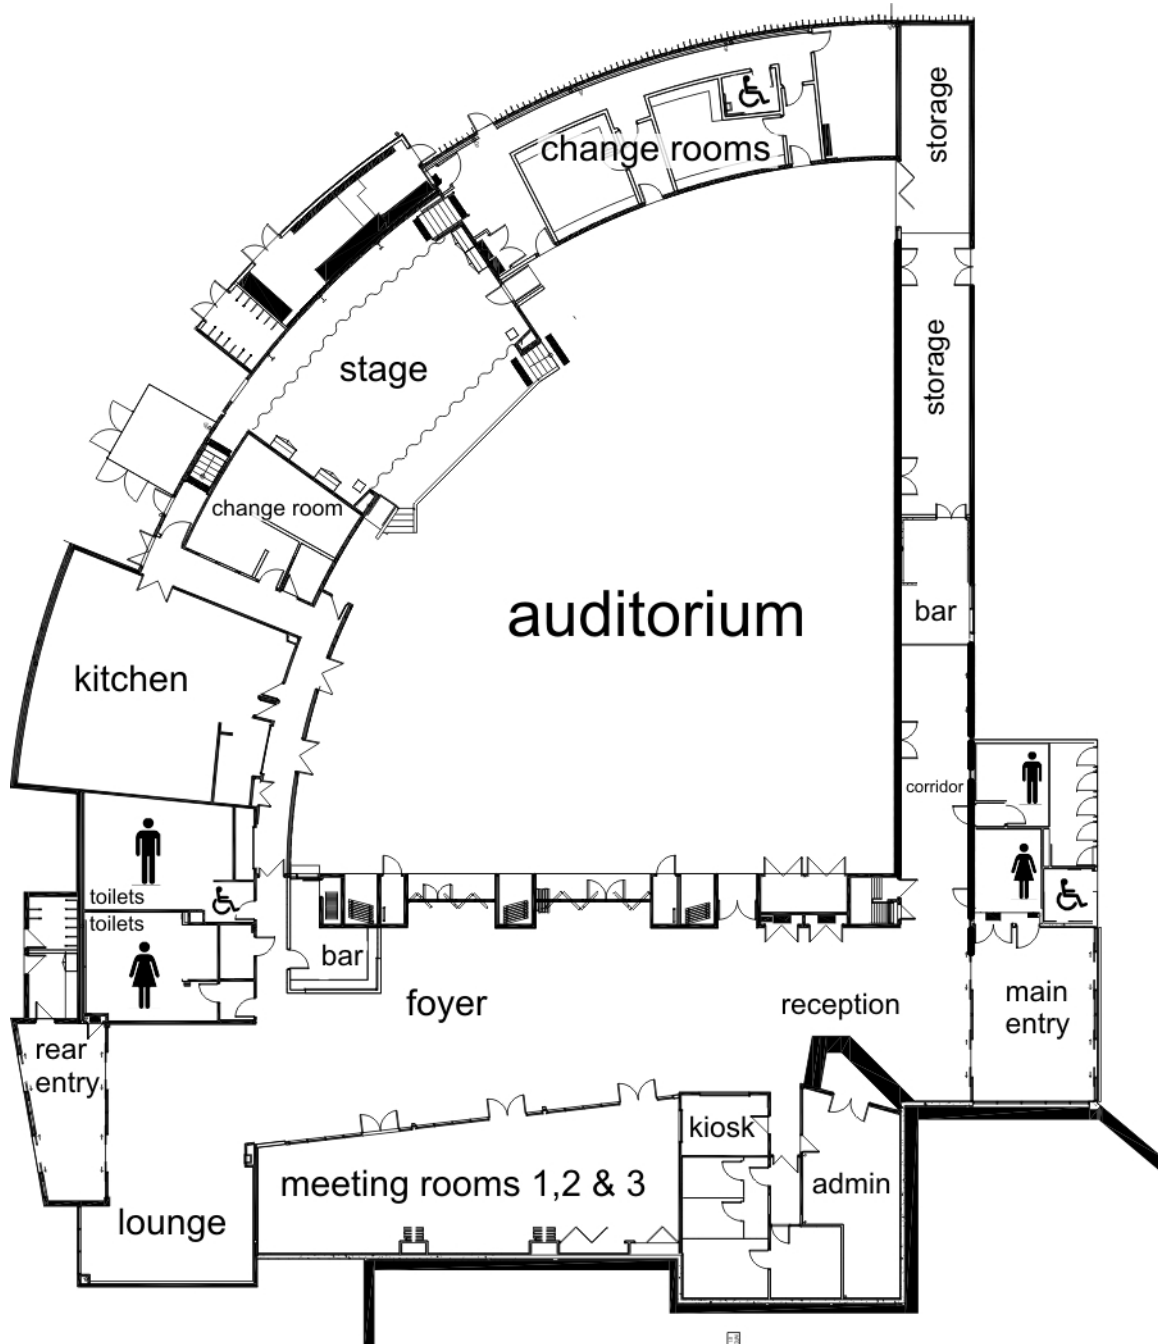 storage
change rooms
storage
stage
change room
auditorium
bar
kitchen
corridor
toilets
toilets
bar
foyer
reception
main
entry
rear
entry
kiosk
meeting rooms 1,2 & 3
admin
lounge